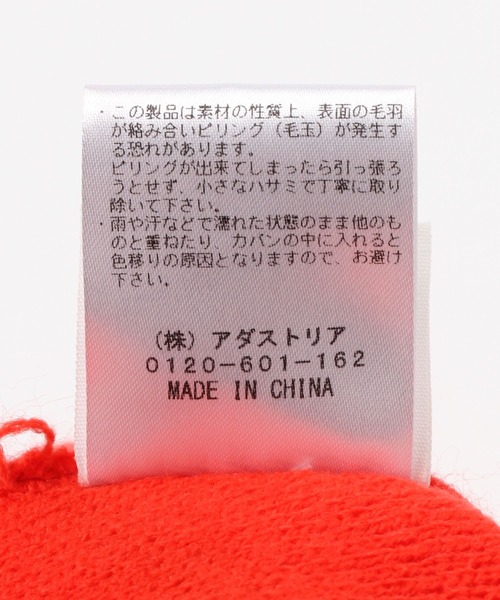 ・この製品は素材の性質上、表面の毛羽
が絡み合いピリング（毛玉）が発生す
る恐れがあります。
ピリングが出来てしまったら引っ張ろ
うとせず、小さなハサミで丁寧に取り
除いて下さい。
・雨や汗などで濡れた状態のまま他のも
のと重ねたり、カバンの中に入れると
色移りの原因となりますので、お避け
下さい。
（株）アダストリア
0120-601-162
MADE IN CHINA